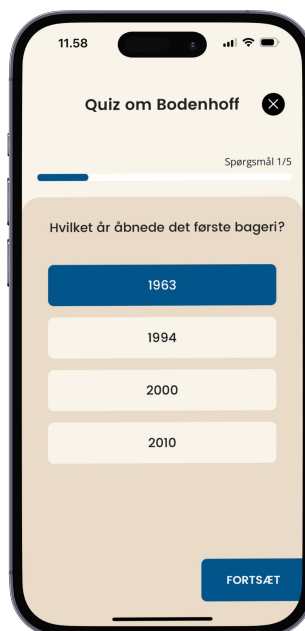 11.58
Quiz om Bodenhoff
Spørgsmål 1/5
Hvilket år åbnede det første bageri?
1963
1994
2000
2010
FORTSÆT